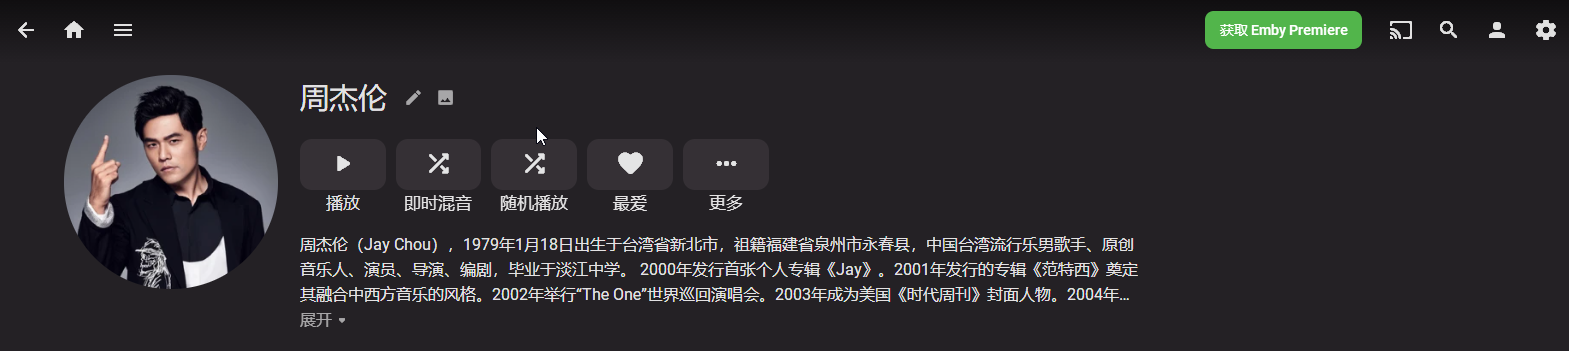 获取 Emby Premiere
周杰伦
播放
即时混音
随机播放
最爱
更多
周杰伦（Jay Chou），1979年1月18日出生于台湾省新北市，祖籍福建省泉州市永春县，中国台湾流行乐男歌手、原创
音乐人、演员、导演、编剧，毕业于淡江中学。 2000年发行首张个人专辑《Jay》。2001年发行的专辑《范特西》奠定
其融合中西方音乐的风格。2002年举行“The One”世界巡回演唱会。2003年成为美国《时代周刊》封面人物。2004年...
展开